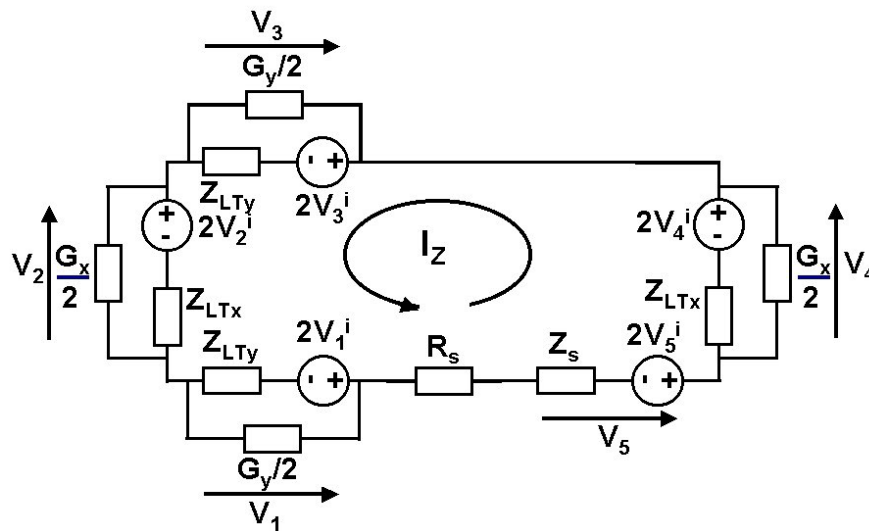 V3
Gy/2
ZLTy
- +
2V3i
+
-
2V2i
V2
Gx
2
ZLTx
IZ
+
-
2V4i
ZLTx
Gx
2
V4
ZLTy
2V1i
- +
Rs
Zs
2V5i
- +
V5
Gy/2
V1